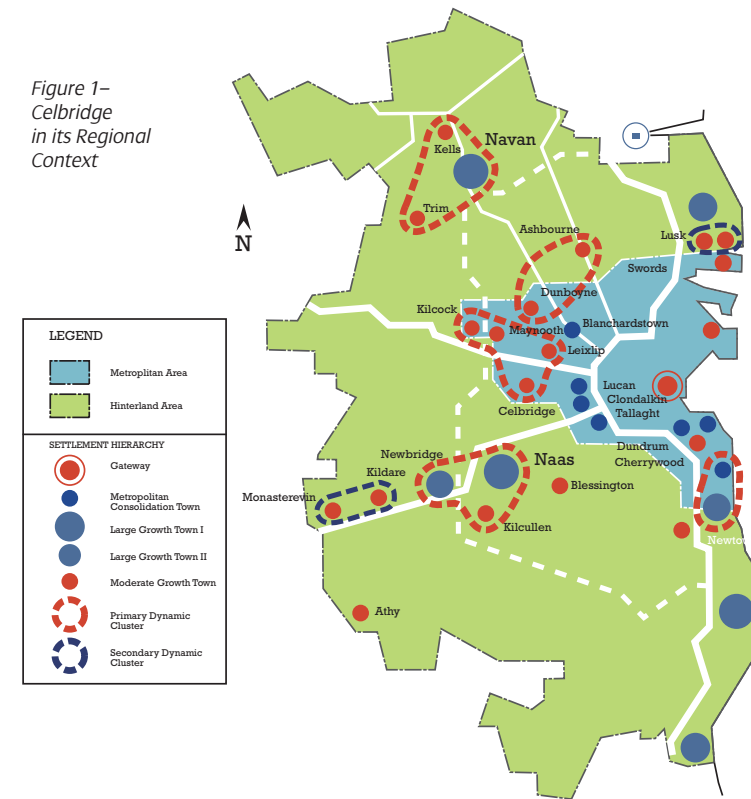 Figure 1–
Celbridge
in its Regional
Context
N
Navan
Kells
Trim
Ashbourne
Lusk
Swords
Dunboyne
Kilcock
Maynooth
Blanchardstown
Leixlip
Celbridge
Lucan
Clondalkin
Tallaght
Dundrum
Cherrywood
Newbridge
Naas
Kildare
Monasterevin
Blessington
Kilcullen
Athy
LEGEND
Metroplitan Area
Hinterland Area
SETTLEMENT HIERARCHY
Gateway
Metropolitan
Consolidation Town
Large Growth Town I
Large Growth Town II
Moderate Growth Town
Primary Dynamic
Cluster
Secondary Dynamic
Cluster